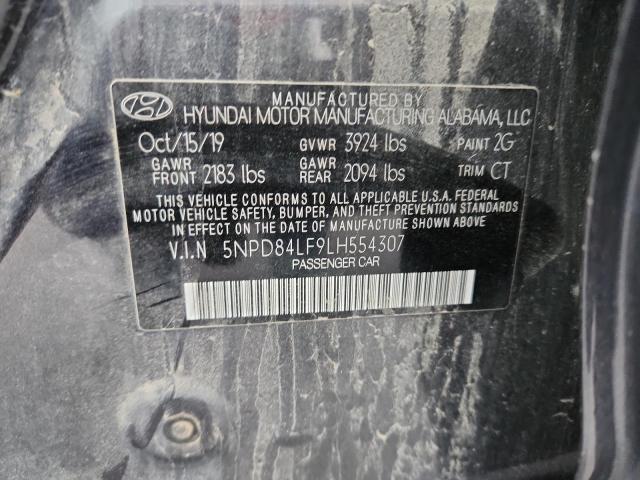 MANUFACTURED BY
HYUNDAI MOTOR MANUFACTURING ALABAMA, LLC
Oct/15/19 GVWR 3924 lbs PAINT 2G
GAWR FRONT 2183 lbs GAWR REAR 2094 lbs TRIM CT
THIS VEHICLE CONFORMS TO ALL APPLICABLE U.S.A. FEDERAL
MOTOR VEHICLE SAFETY, BUMPER, AND THEFT PREVENTION STANDARDS
IN EFFECT ON THE DATE OF MANUFACTURE SHOWN ABOVE.
V.I.N 5NPD84LF9LH554307
PASSENGER CAR